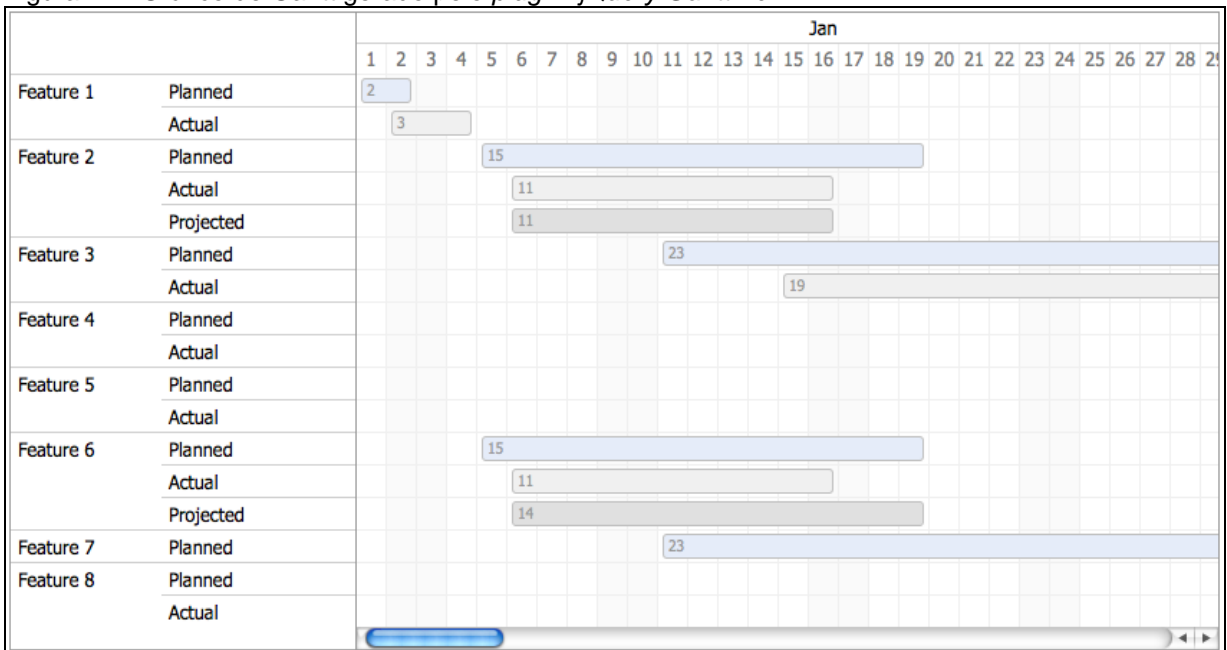 Jan
1 2 3 4 5 6 7 8 9 10 11 12 13 14 15 16 17 18 19 20 21 22 23 24 25 26 27 28
Feature 1 Planned 2
Actual 3
Feature 2 Planned 15
Actual 11
Projected 11
Feature 3 Planned 23
Actual 19
Feature 4 Planned
Actual
Feature 5 Planned
Actual
Feature 6 Planned 15
Actual 11
Projected 14
Feature 7 Planned 23
Feature 8 Planned
Actual